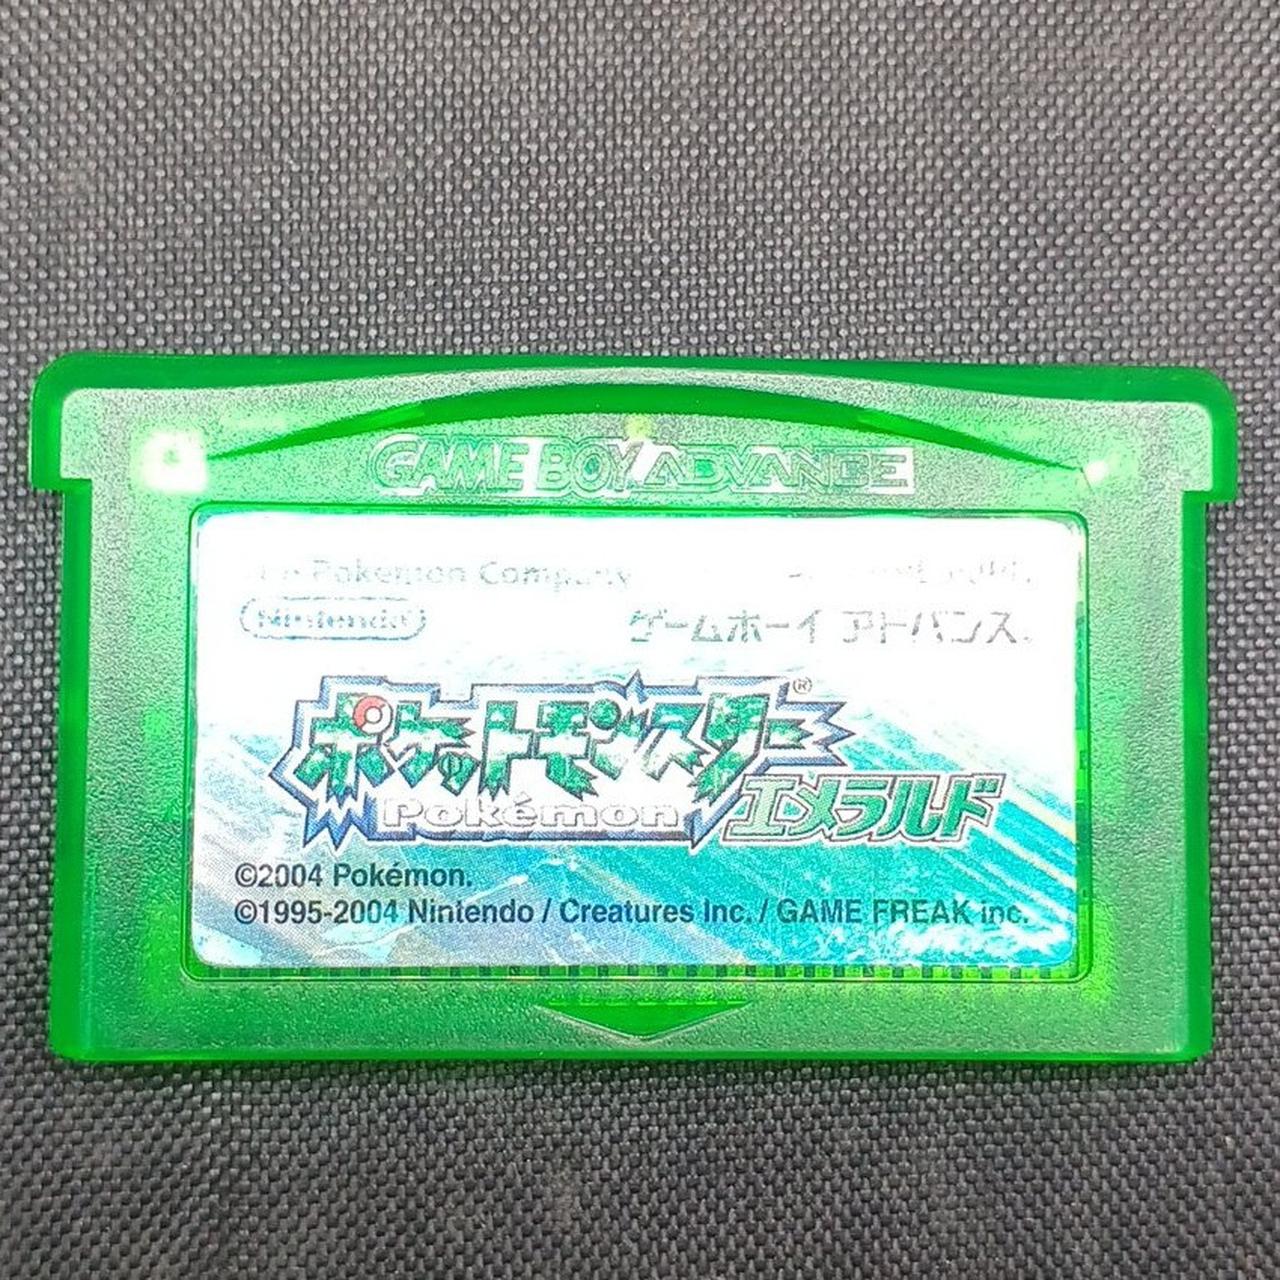 GAME BOY ADVANCE
Pokémon Company
Nintendo
ゲームボーイ アドバンス
ポケットモンスター®
Pokémon エメラルド
©2004 Pokémon.
©1995-2004 Nintendo / Creatures Inc. / GAME FREAK inc.